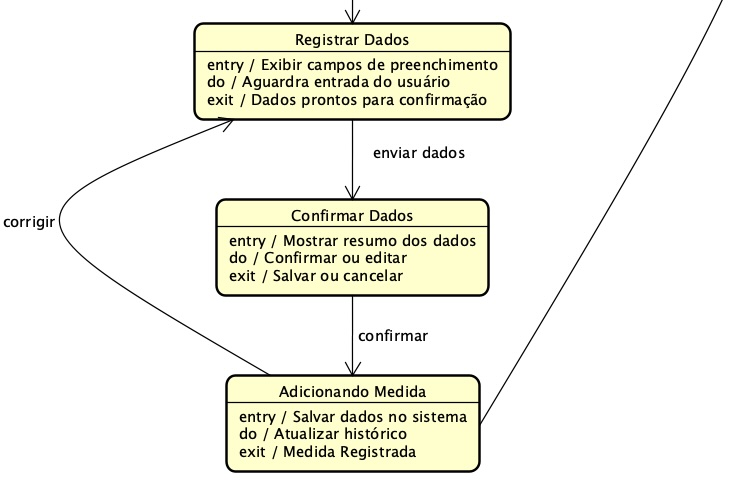 Registrar Dados
entry / Exibir campos de preenchimento
do / Aguardra entrada do usuário
exit / Dados prontos para confirmação
enviar dados
corrigir
Confirmar Dados
entry / Mostrar resumo dos dados
do / Confirmar ou editar
exit / Salvar ou cancelar
confirmar
Adicionando Medida
entry / Salvar dados no sistema
do / Atualizar histórico
exit / Medida Registrada